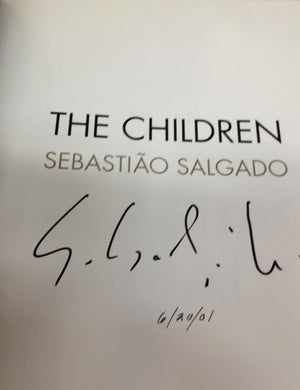 THE CHILDREN
SEBASTIÃO SALGADO
6/20/01